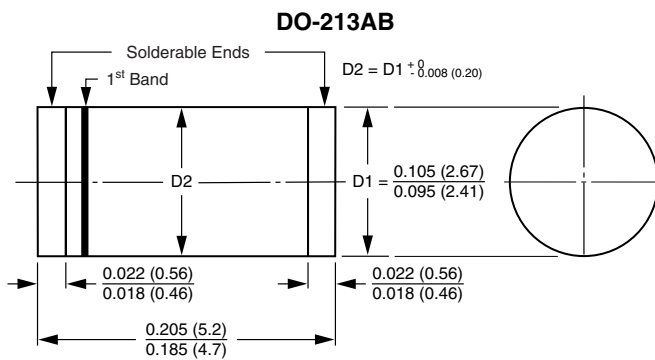 DO-213AB
Solderable Ends
1st Band
D2 = D1 + 0 - 0.008 (0.20)
D2
D1 = 0.105 (2.67)
0.095 (2.41)
0.022 (0.56)
0.018 (0.46)
0.022 (0.56)
0.018 (0.46)
0.205 (5.2)
0.185 (4.7)